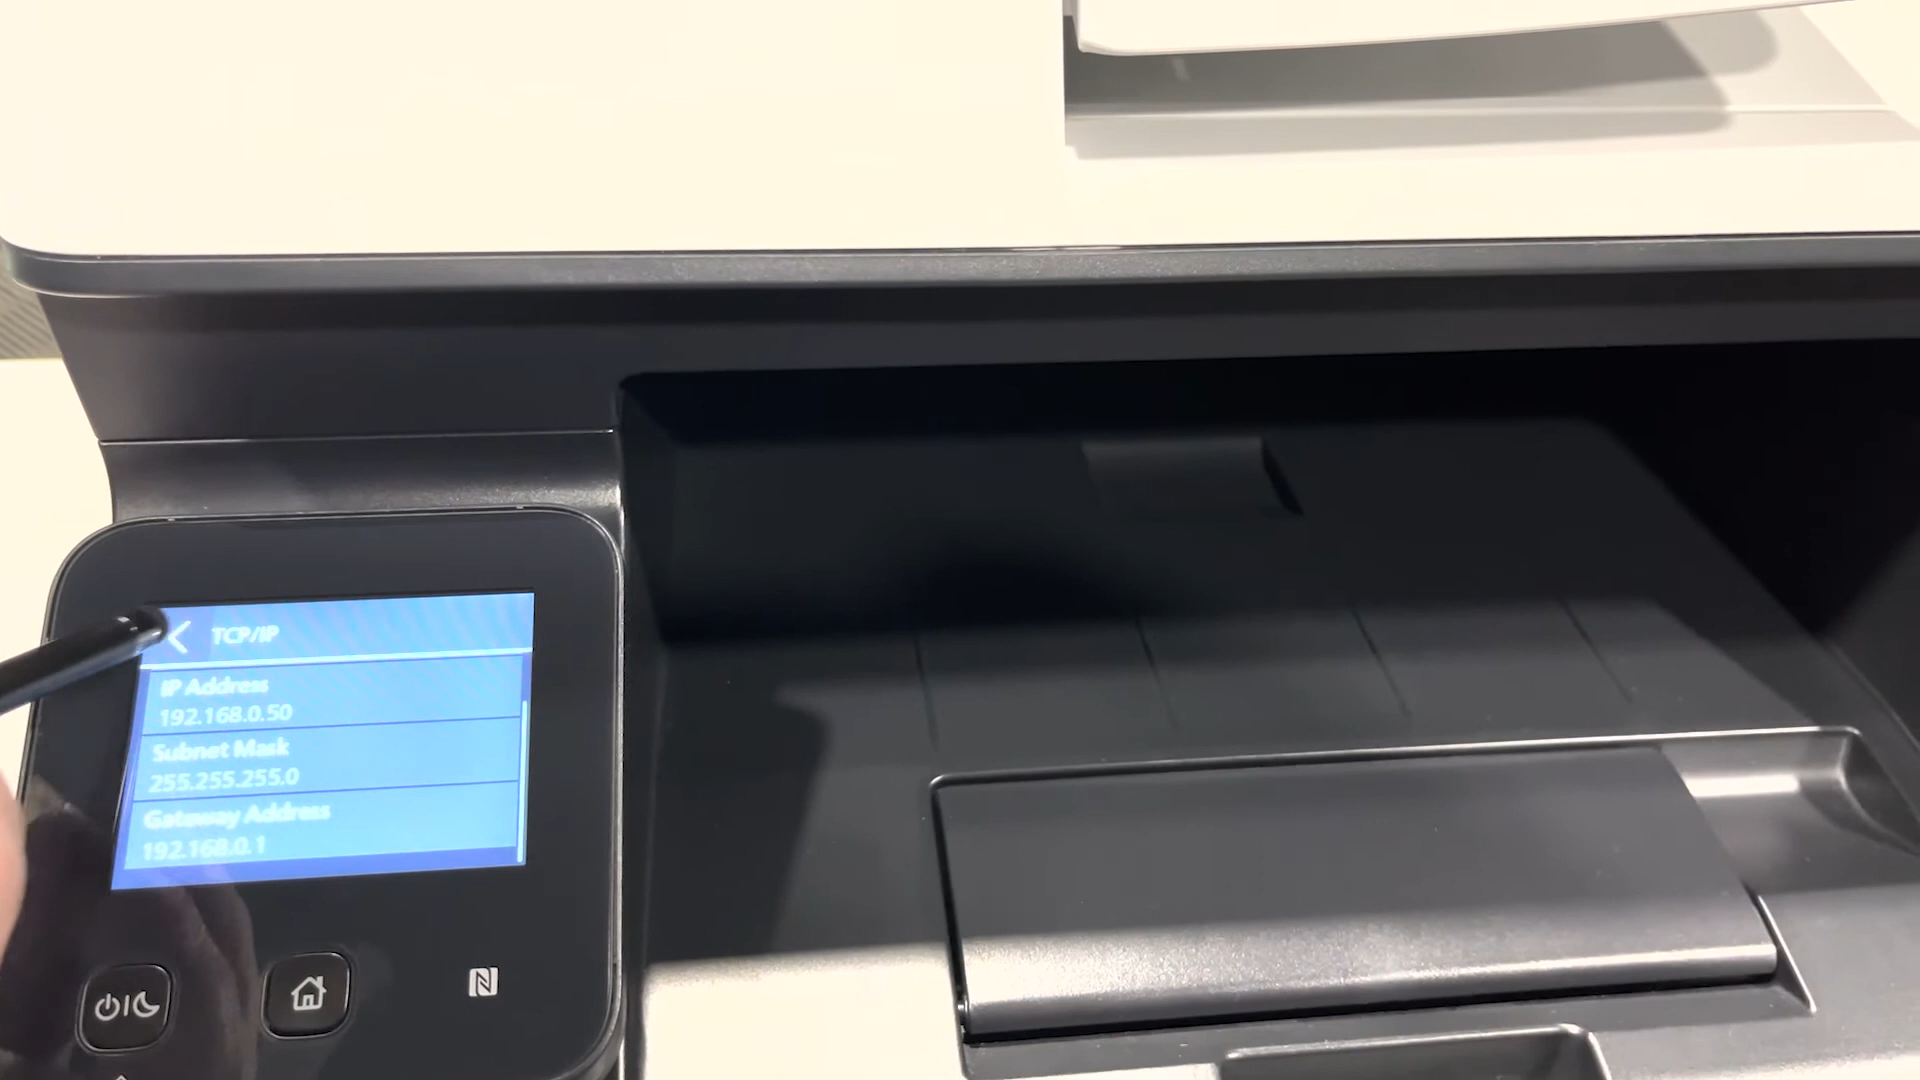 TCP/IP
IP Address
192.168.0.50
Subnet Mask
255.255.255.0
Gateway Address
192.168.0.1